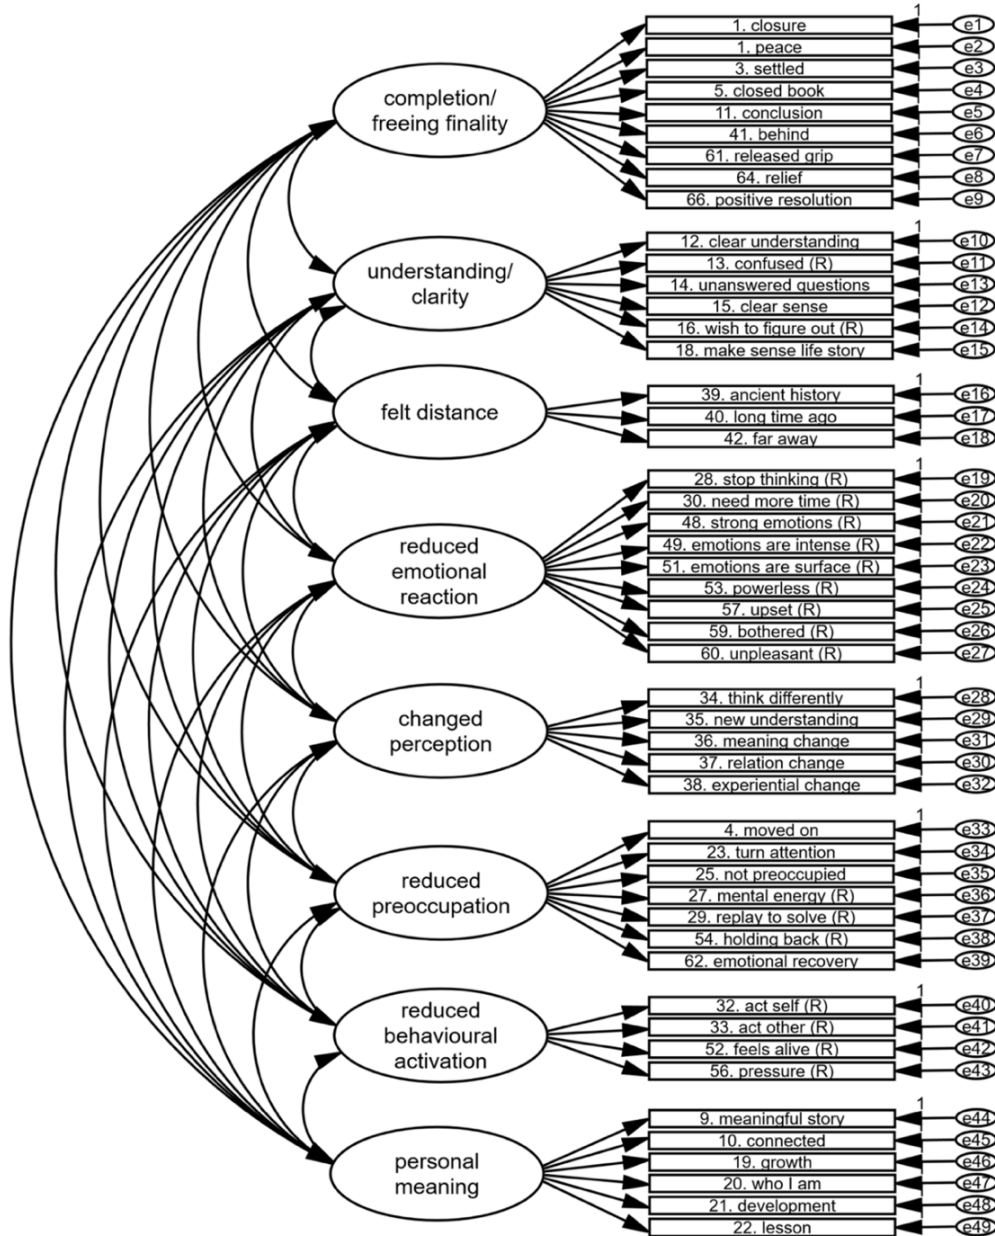 completion/
freeing finality
1. closure
1
e1
1. peace
e2
3. settled
e3
5. closed book
e4
11. conclusion
e5
41. behind
e6
61. released grip
e7
64. relief
e8
66. positive resolution
e9
understanding/
clarity
12. clear understanding
1
e10
13. confused (R)
e11
14. unanswered questions
e13
15. clear sense
e12
16. wish to figure out (R)
e14
18. make sense life story
e15
felt distance
39. ancient history
1
e16
40. long time ago
e17
42. far away
e18
reduced
emotional
reaction
28. stop thinking (R)
1
e19
30. need more time (R)
e20
48. strong emotions (R)
e21
49. emotions are intense (R)
e22
51. emotions are surface (R)
e23
53. powerless (R)
e24
57. upset (R)
e25
59. bothered (R)
e26
60. unpleasant (R)
e27
changed
perception
34. think differently
1
e28
35. new understanding
e29
36. meaning change
e31
37. relation change
e30
38. experiential change
e32
reduced
preoccupation
4. moved on
1
e33
23. turn attention
e34
25. not preoccupied
e35
27. mental energy (R)
e36
29. replay to solve (R)
e37
54. holding back (R)
e38
62. emotional recovery
e39
reduced
behavioural
activation
32. act self (R)
1
e40
33. act other (R)
e41
52. feels alive (R)
e42
56. pressure (R)
e43
personal
meaning
9. meaningful story
1
e44
10. connected
e45
19. growth
e46
20. who I am
e47
21. development
e48
22. lesson
e49